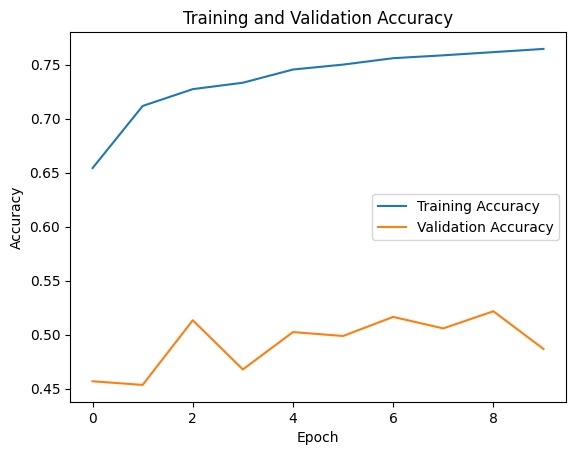 Training and Validation Accuracy
Accuracy
0.75
0.70
0.65
0.60
0.55
0.50
0.45
Training Accuracy
Validation Accuracy
0 2 4 6 8
Epoch